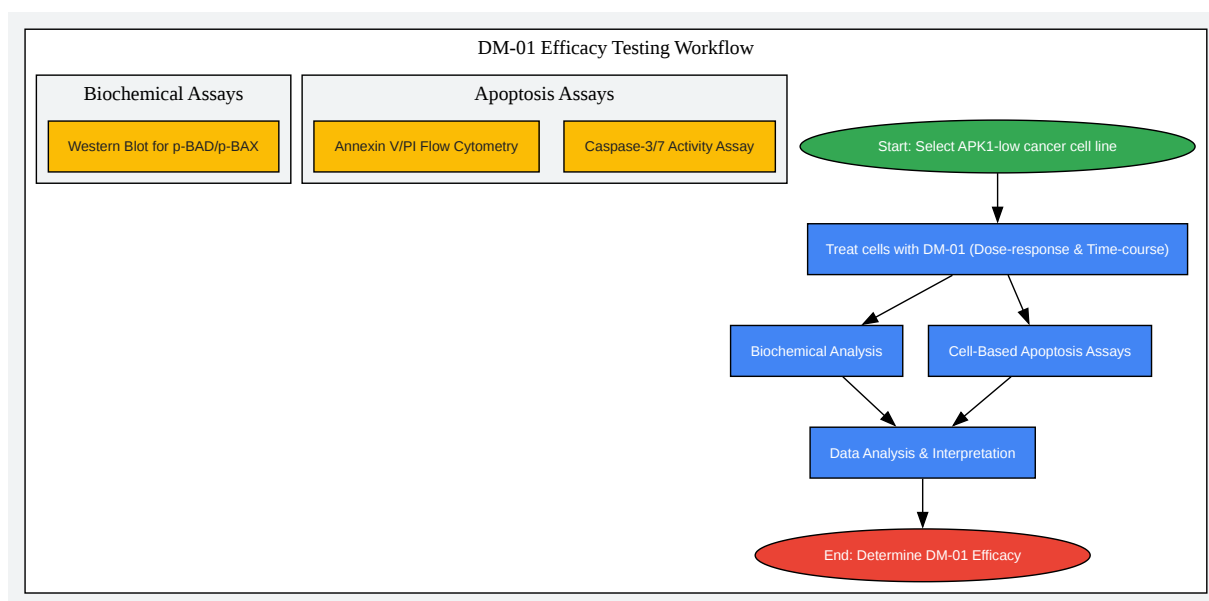 DM-01 Efficacy Testing Workflow
Biochemical Assays
Western Blot for p-BAD/p-BAX
Apoptosis Assays
Annexin V/PI Flow Cytometry
Caspase-3/7 Activity Assay
Start: Select APK1-low cancer cell line
Treat cells with DM-01 (Dose-response & Time-course)
Biochemical Analysis
Cell-Based Apoptosis Assays
Data Analysis & Interpretation
End: Determine DM-01 Efficacy